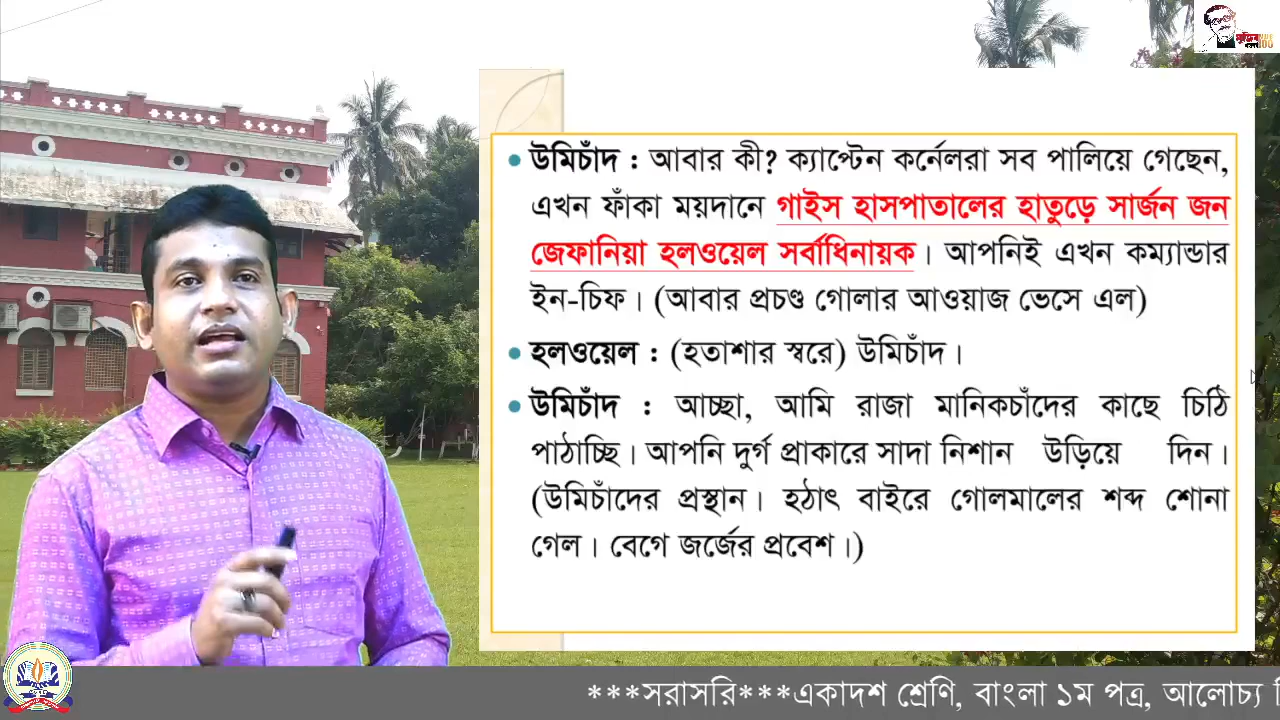 উমিচাঁদ : আবার কী? ক্যাপ্টেন কর্নেলরা সব পালিয়ে গেছেন,
এখন ফাঁকা ময়দানে গাইস হাসপাতালের হাতুড়ে সার্জন জন
জেফানিয়া হলওয়েল সর্বাধিনায়ক। আপনিই এখন কম্যান্ডার
ইন-চিফ। (আবার প্রচণ্ড গোলার আওয়াজ ভেসে এল)
হলওয়েল : (হতাশার স্বরে) উমিচাঁদ।
উমিচাঁদ : আচ্ছা, আমি রাজা মানিকচাঁদের কাছে চিঠি
পাঠাচ্ছি। আপনি দুর্গ প্রাকারে সাদা নিশান উড়িয়ে দিন।
(উমিচাঁদের প্রস্থান। হঠাৎ বাইরে গোলমালের শব্দ শোনা
গেল। বেগে জর্জের প্রবেশ।)
***সরাসরি***একাদশ শ্রেণি, বাংলা ১ম পত্র, আলোচ্য